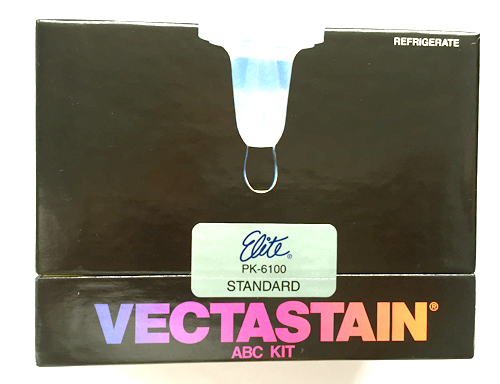 REFRIGERATE
Elite®
PK-6100
STANDARD
VECTASTAIN®
ABC KIT